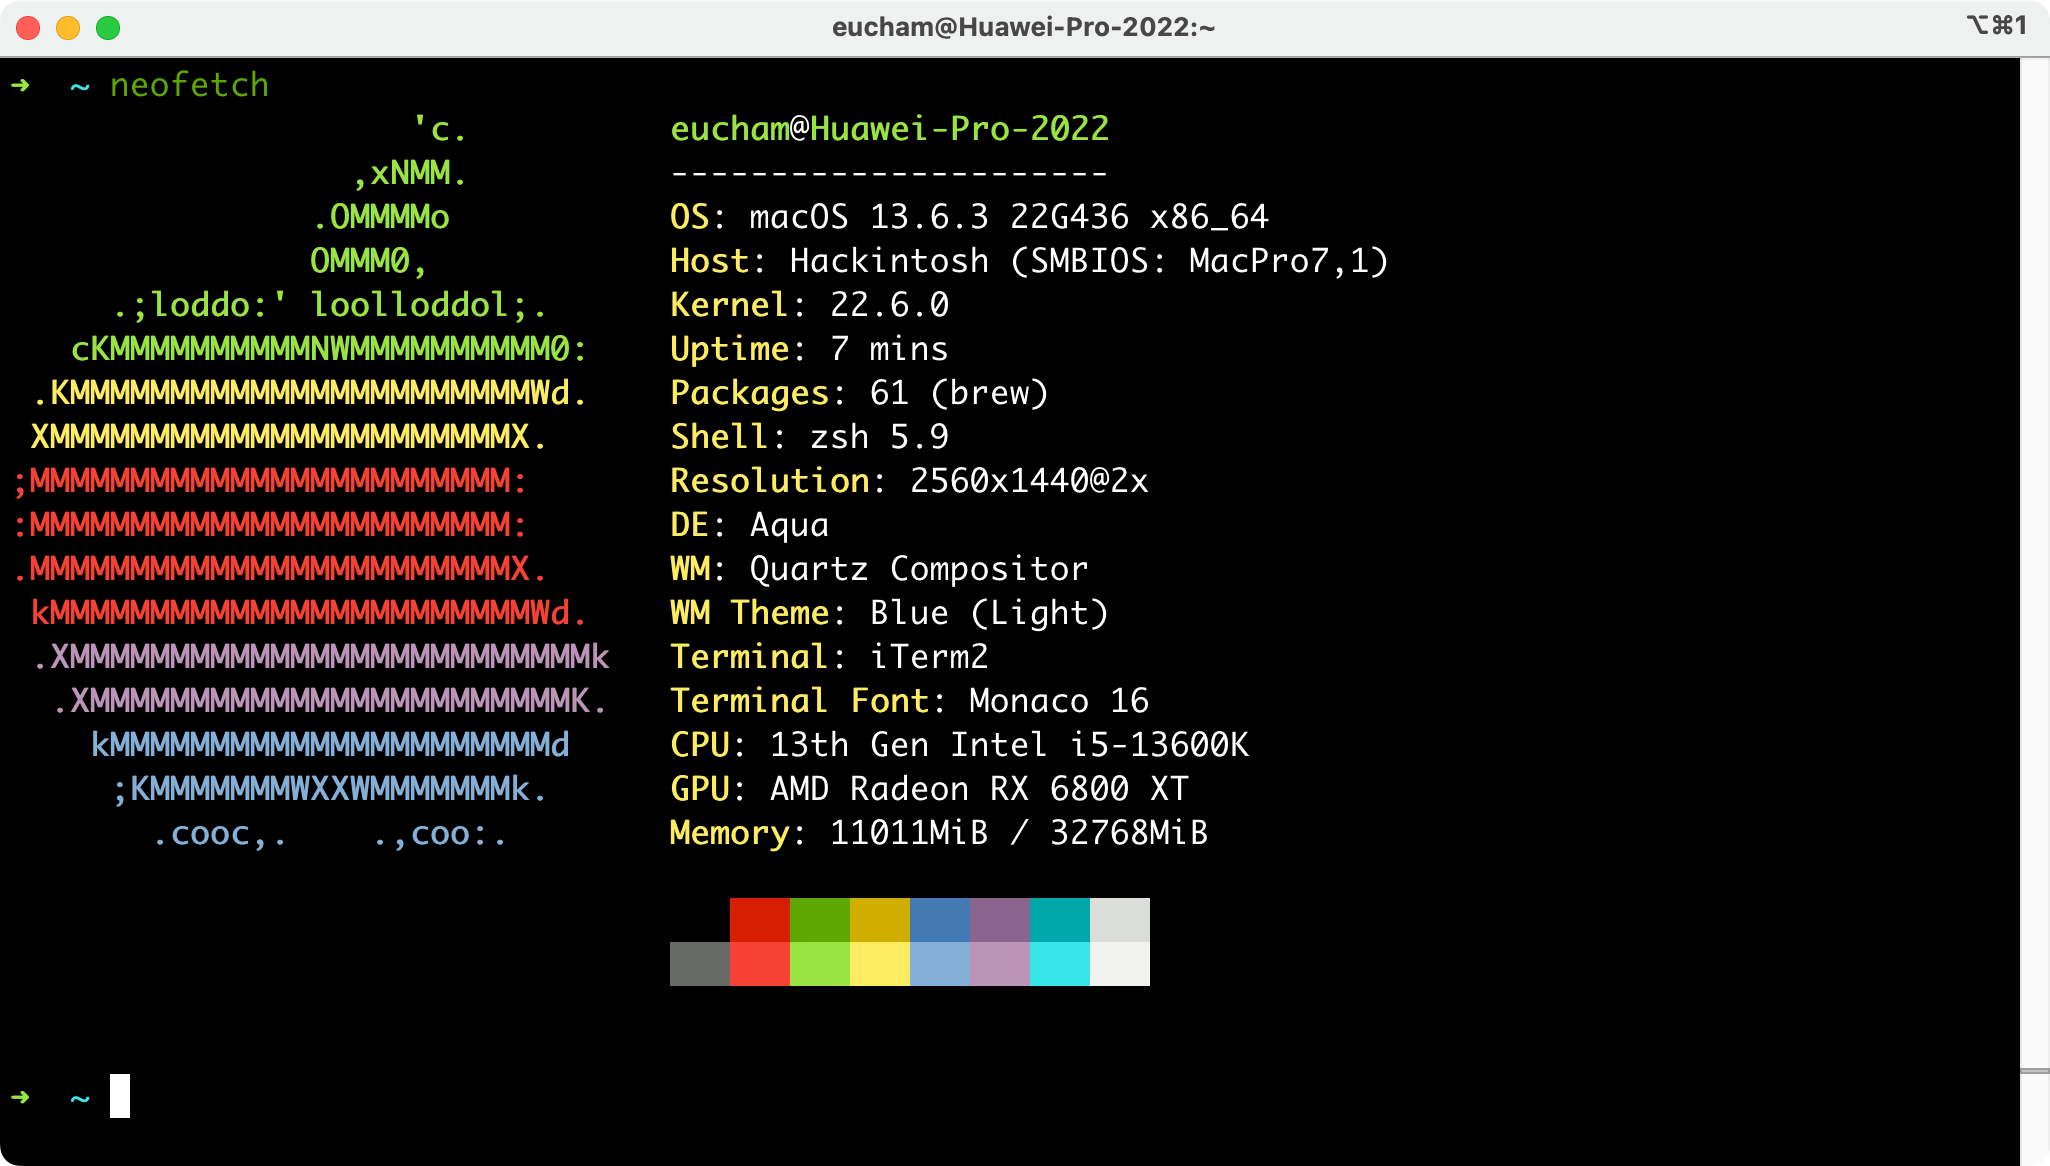 eucham@Huawei-Pro-2022:~ ⌥⌘1
➜ ~ neofetch
'c. eucham@Huawei-Pro-2022
,xNMM. ----------------------
.OMMMMo OS: macOS 13.6.3 22G436 x86_64
OMMM0, Host: Hackintosh (SMBIOS: MacPro7,1)
.;loddo:' loolloddol;. Kernel: 22.6.0
cKMMMMMMMMMMNWMMMMMMMMMM0: Uptime: 7 mins
.KMMMMMMMMMMMMMMMMMMMMMMMWd. Packages: 61 (brew)
XMMMMMMMMMMMMMMMMMMMMMMMX. Shell: zsh 5.9
;MMMMMMMMMMMMMMMMMMMMMMMM: Resolution: 2560x1440@2x
:MMMMMMMMMMMMMMMMMMMMMMMM: DE: Aqua
.MMMMMMMMMMMMMMMMMMMMMMMMX. WM: Quartz Compositor
kMMMMMMMMMMMMMMMMMMMMMMMMWd. WM Theme: Blue (Light)
.XMMMMMMMMMMMMMMMMMMMMMMMMMMk Terminal: iTerm2
.XMMMMMMMMMMMMMMMMMMMMMMMMK. Terminal Font: Monaco 16
kMMMMMMMMMMMMMMMMMMMMMMd CPU: 13th Gen Intel i5-13600K
;KMMMMMMMWXXWMMMMMMMk. GPU: AMD Radeon RX 6800 XT
.cooc,. .,coo:. Memory: 11011MiB / 32768MiB
➜ ~